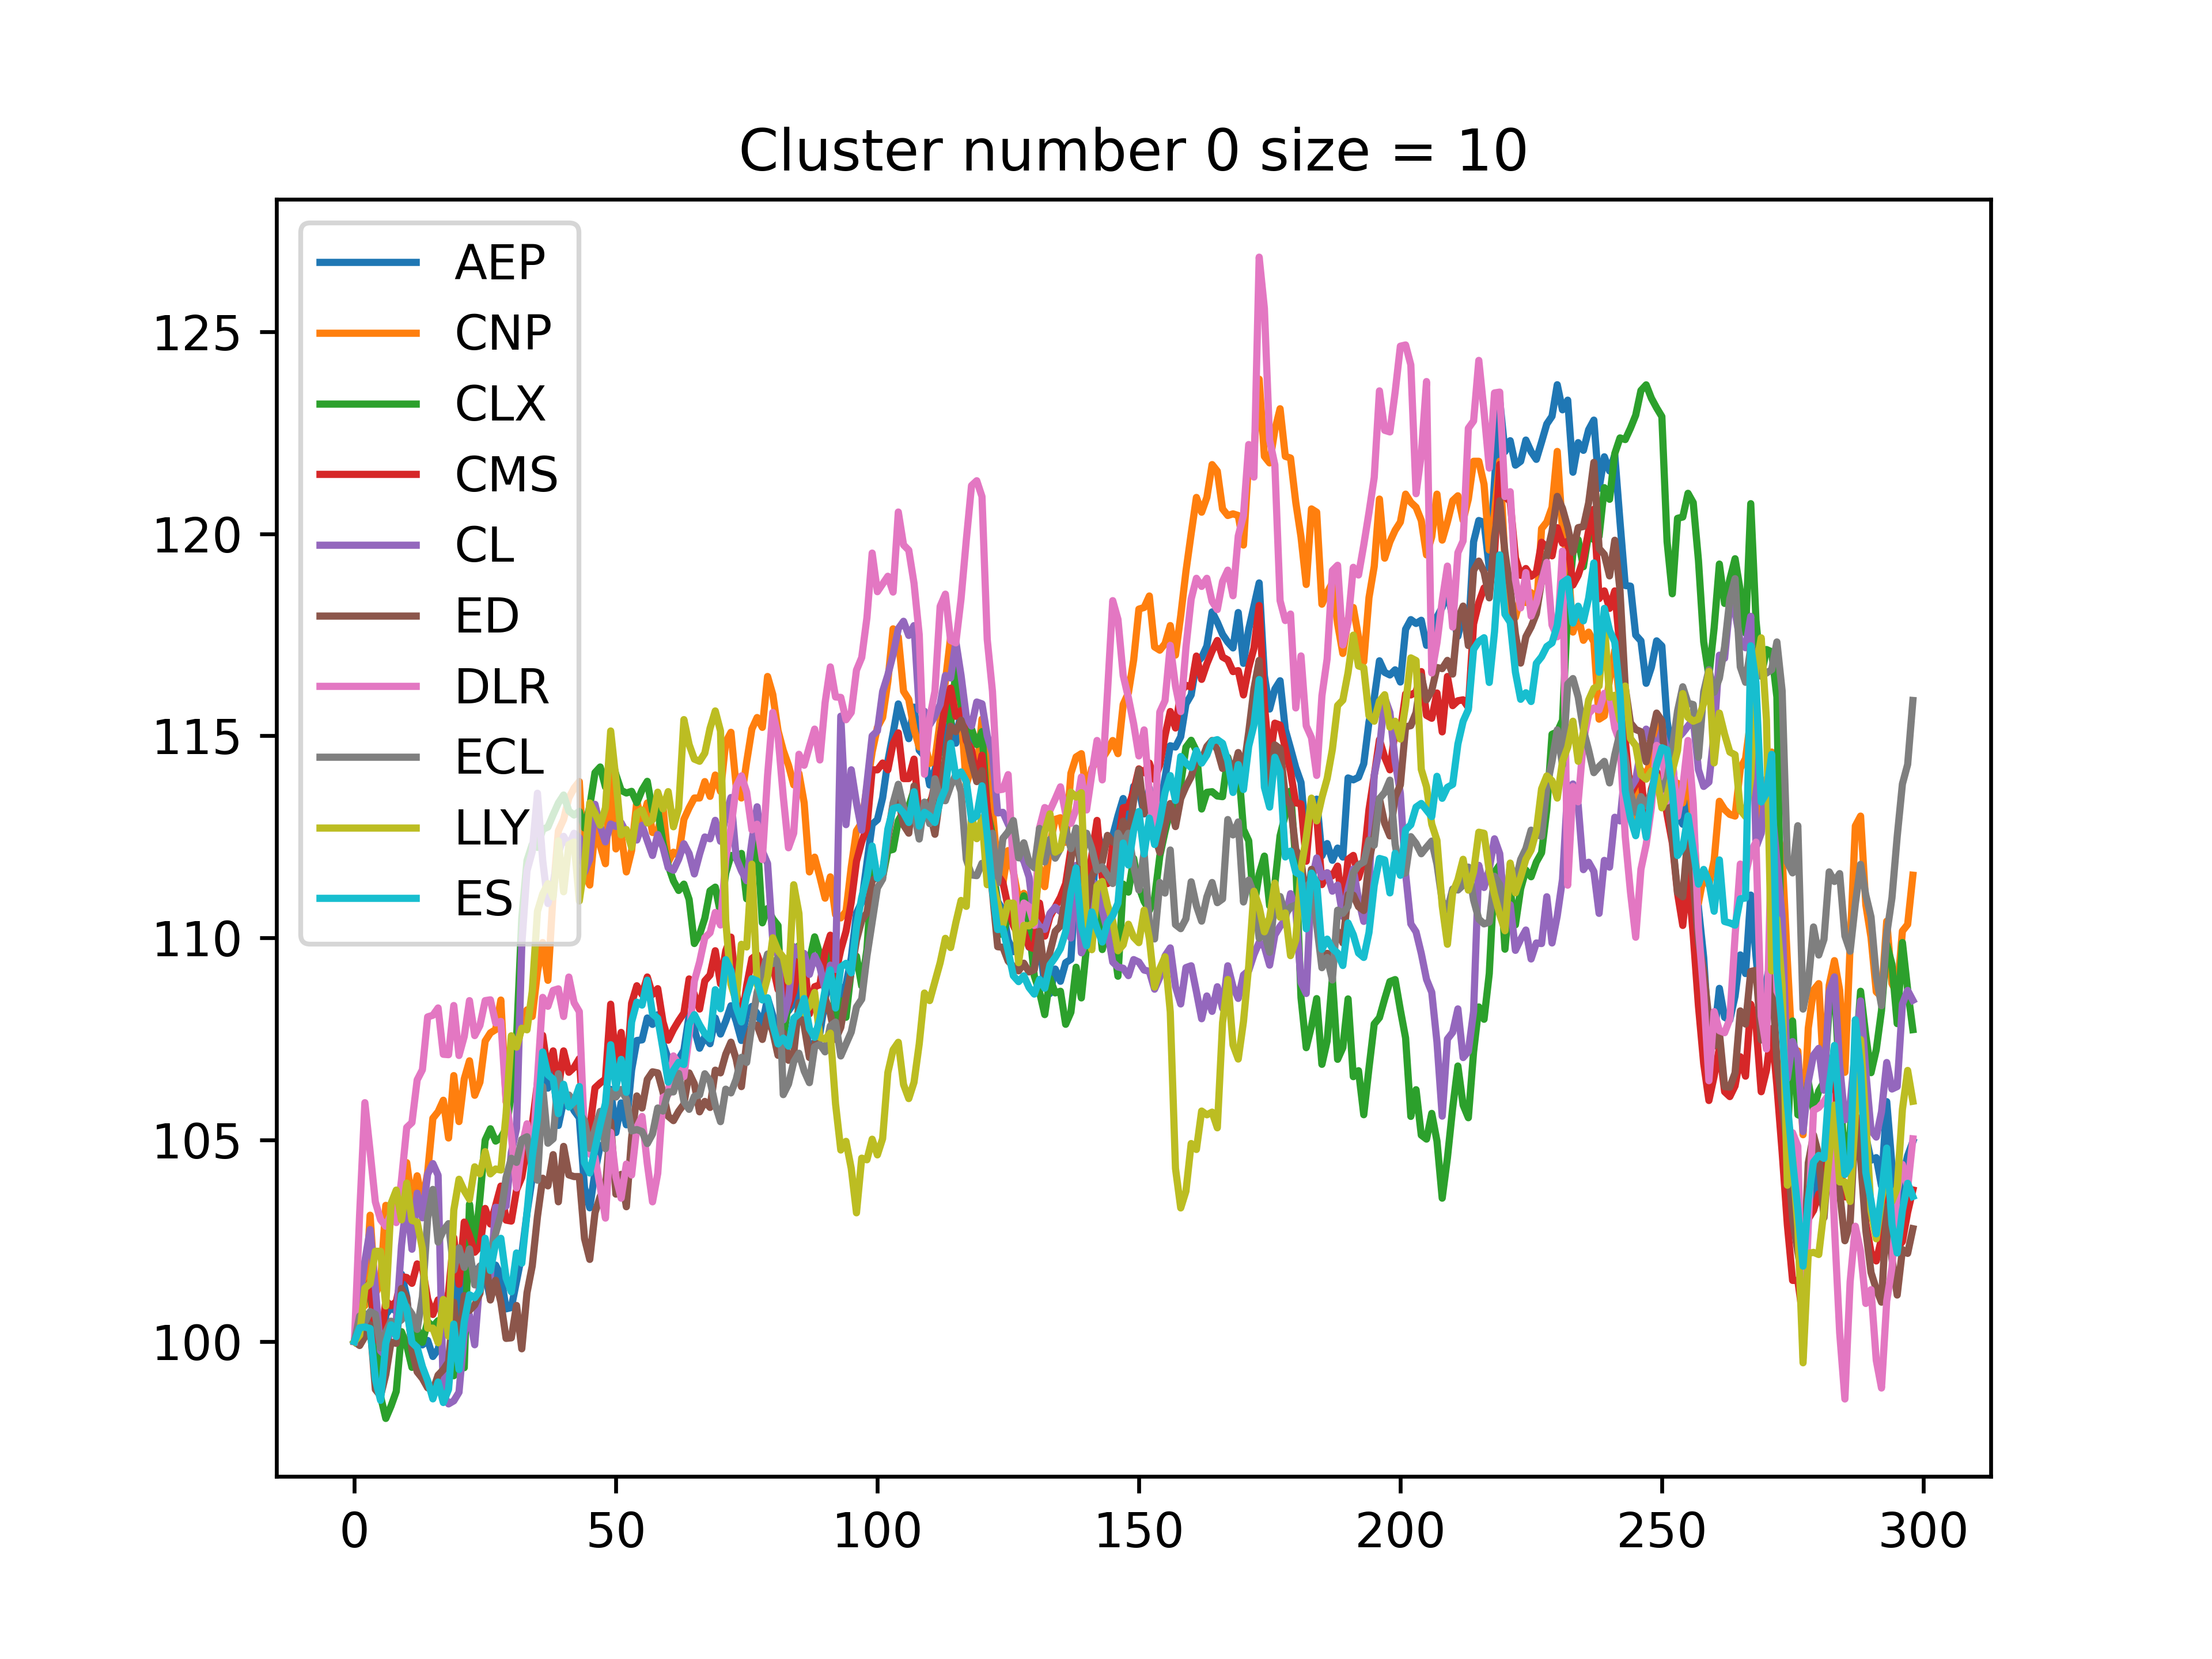 Cluster number 0 size = 10
125
120
115
110
105
100
AEP
CNP
CLX
CMS
CL
ED
DLR
ECL
LLY
ES
0 50 100 150 200 250 300